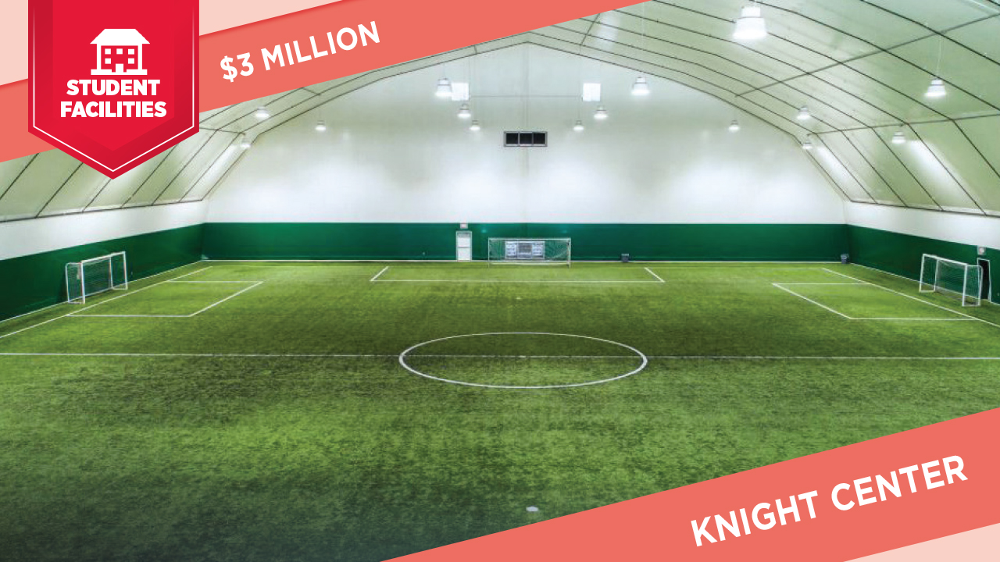 STUDENT
FACILITIES
$3 MILLION
KNIGHT CENTER